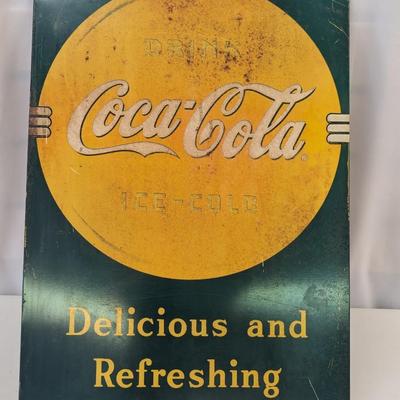 DRINK
Coca-Cola
ICE-COLD
Delicious and
Refreshing